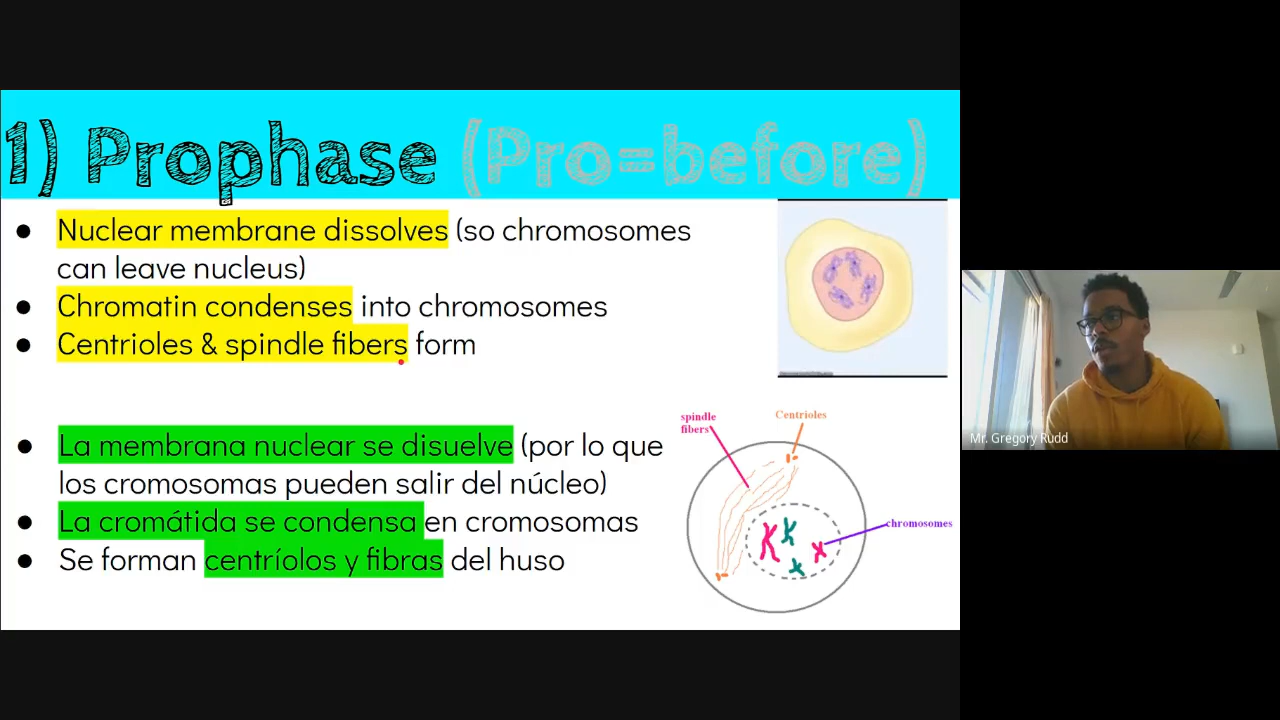 1) Prophase (Pro=before)
Nuclear membrane dissolves (so chromosomes
can leave nucleus)
Chromatin condenses into chromosomes
Centrioles & spindle fibers form
La membrana nuclear se disuelve (por lo que
los cromosomas pueden salir del núcleo)
La cromátida se condensa en cromosomas
Se forman centríolos y fibras del huso
spindle
fibers
Centrioles
chromosomes
Mr. Gregory Rudd